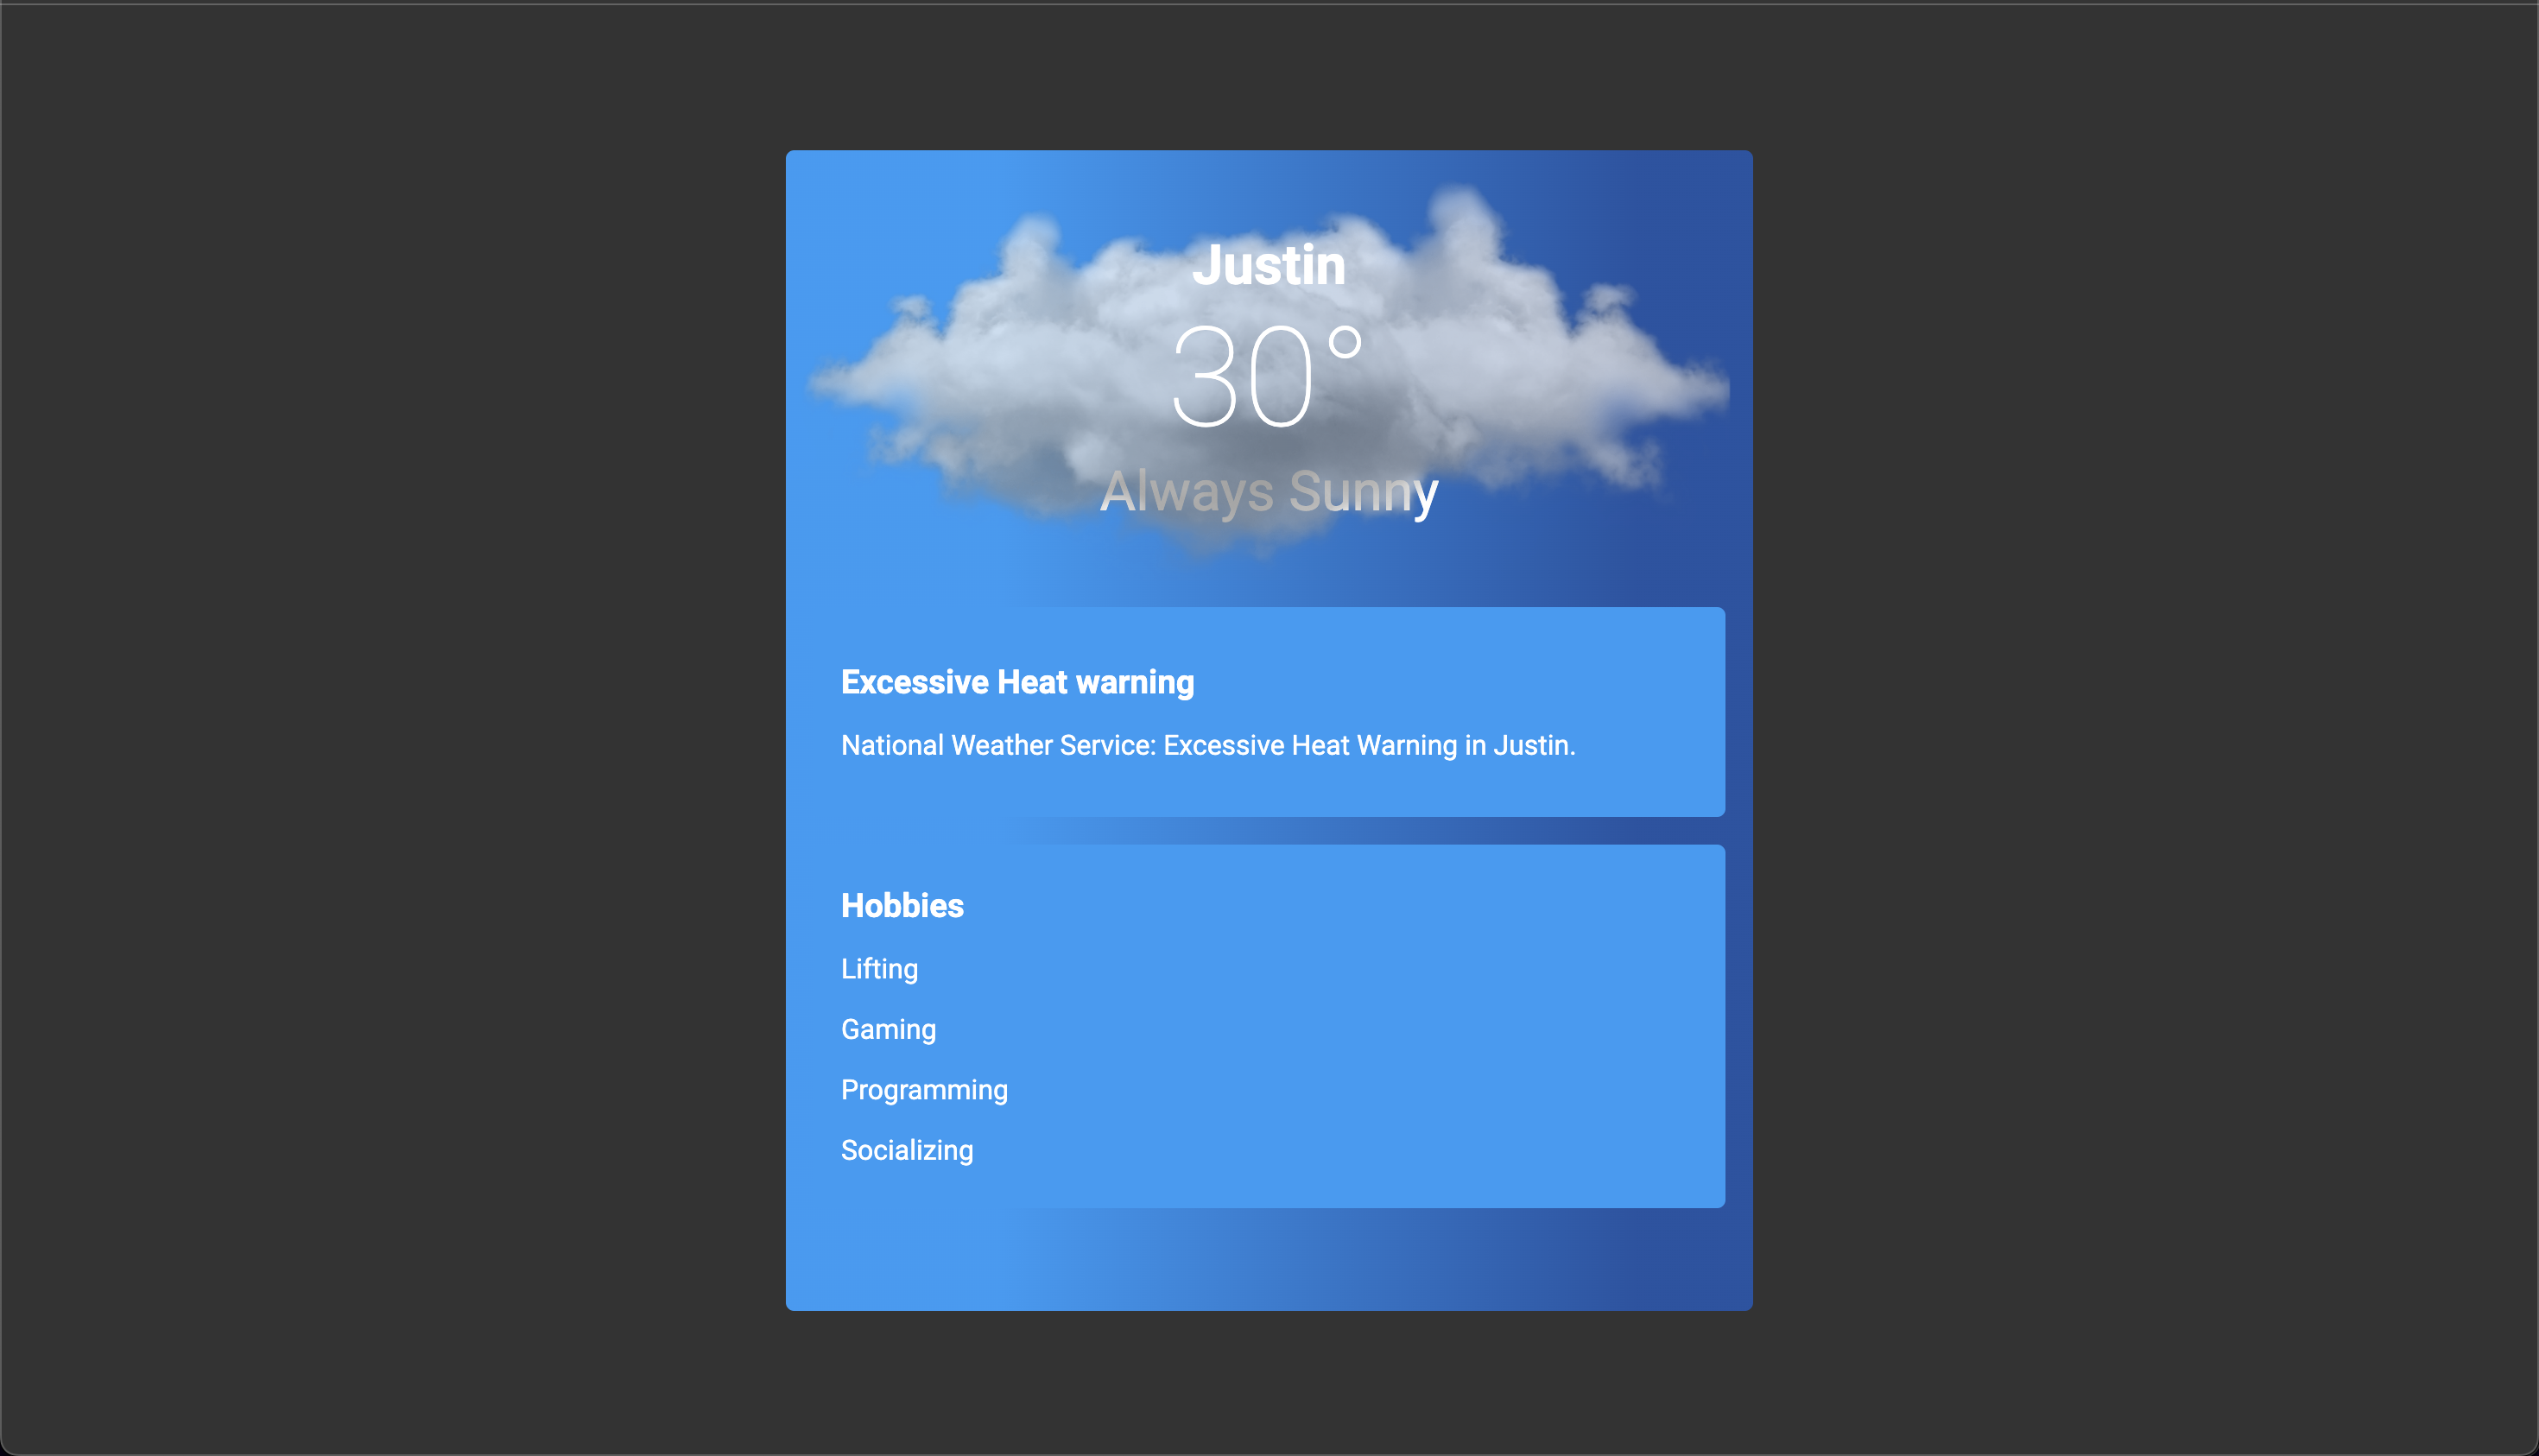 Justin
30°
Always Sunny
Excessive Heat warning
National Weather Service: Excessive Heat Warning in Justin.
Hobbies
Lifting
Gaming
Programming
Socializing